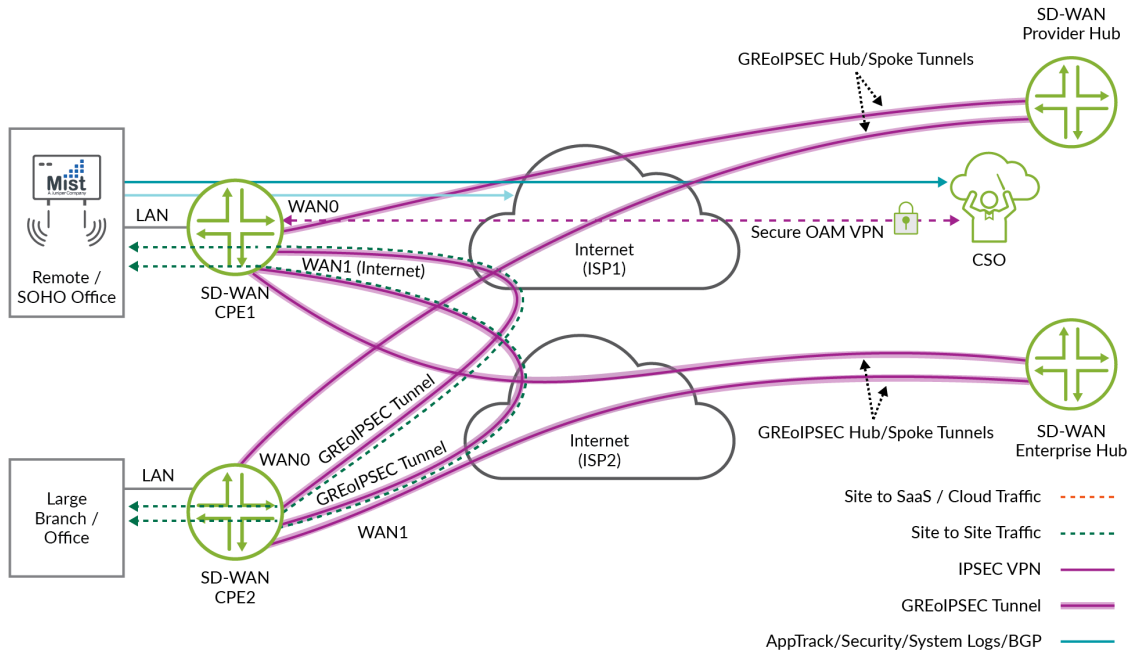 SD-WAN
Provider Hub
GREoIPSEC Hub/Spoke Tunnels
Mist
A Juniper Company
Remote /
SOHO Office
LAN
WAN0
SD-WAN
CPE1
WAN1 (Internet)
Internet
(ISP1)
Secure OAM VPN
CSO
GREoIPSEC Tunnel
GREoIPSEC Tunnel
Internet
(ISP2)
GREoIPSEC Hub/Spoke Tunnels
SD-WAN
Enterprise Hub
Large
Branch /
Office
LAN
WAN0
WAN1
SD-WAN
CPE2
Site to SaaS / Cloud Traffic
Site to Site Traffic
IPSEC VPN
GREoIPSEC Tunnel
AppTrack/Security/System Logs/BGP